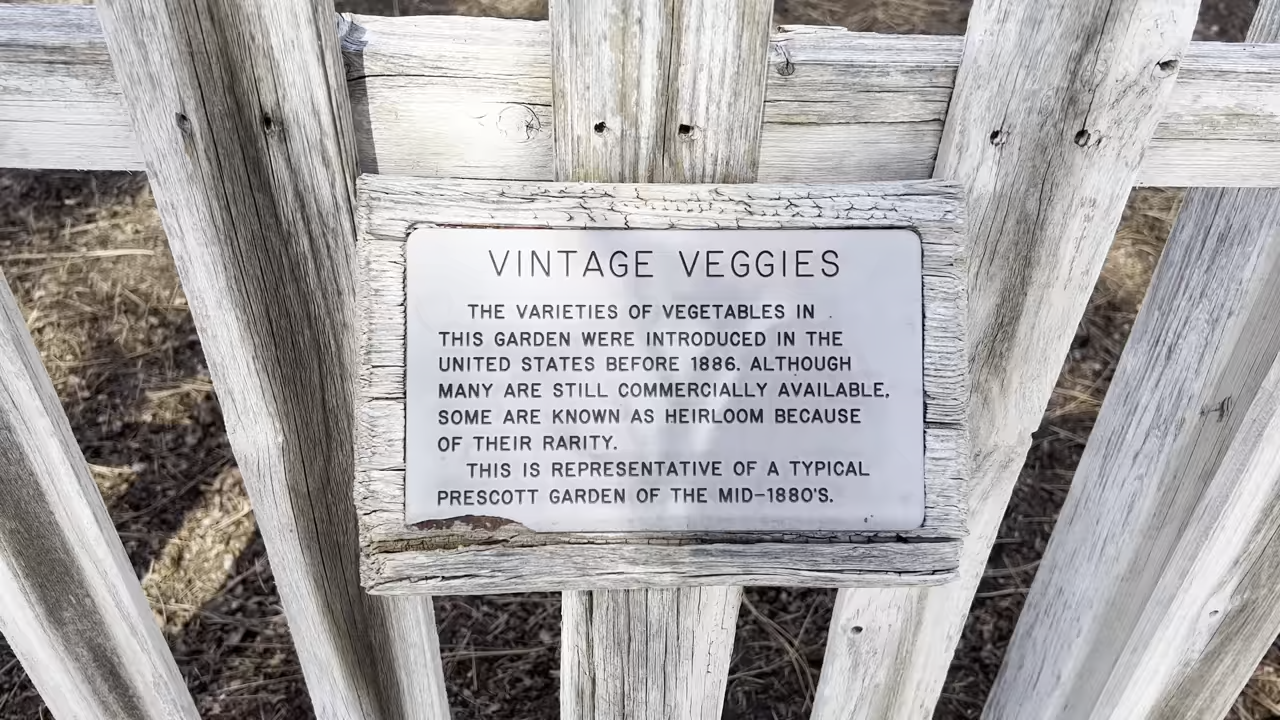 VINTAGE VEGGIES
THE VARIETIES OF VEGETABLES IN
THIS GARDEN WERE INTRODUCED IN THE
UNITED STATES BEFORE 1886. ALTHOUGH
MANY ARE STILL COMMERCIALLY AVAILABLE,
SOME ARE KNOWN AS HEIRLOOM BECAUSE
OF THEIR RARITY.
THIS IS REPRESENTATIVE OF A TYPICAL
PRESCOTT GARDEN OF THE MID-1880'S.